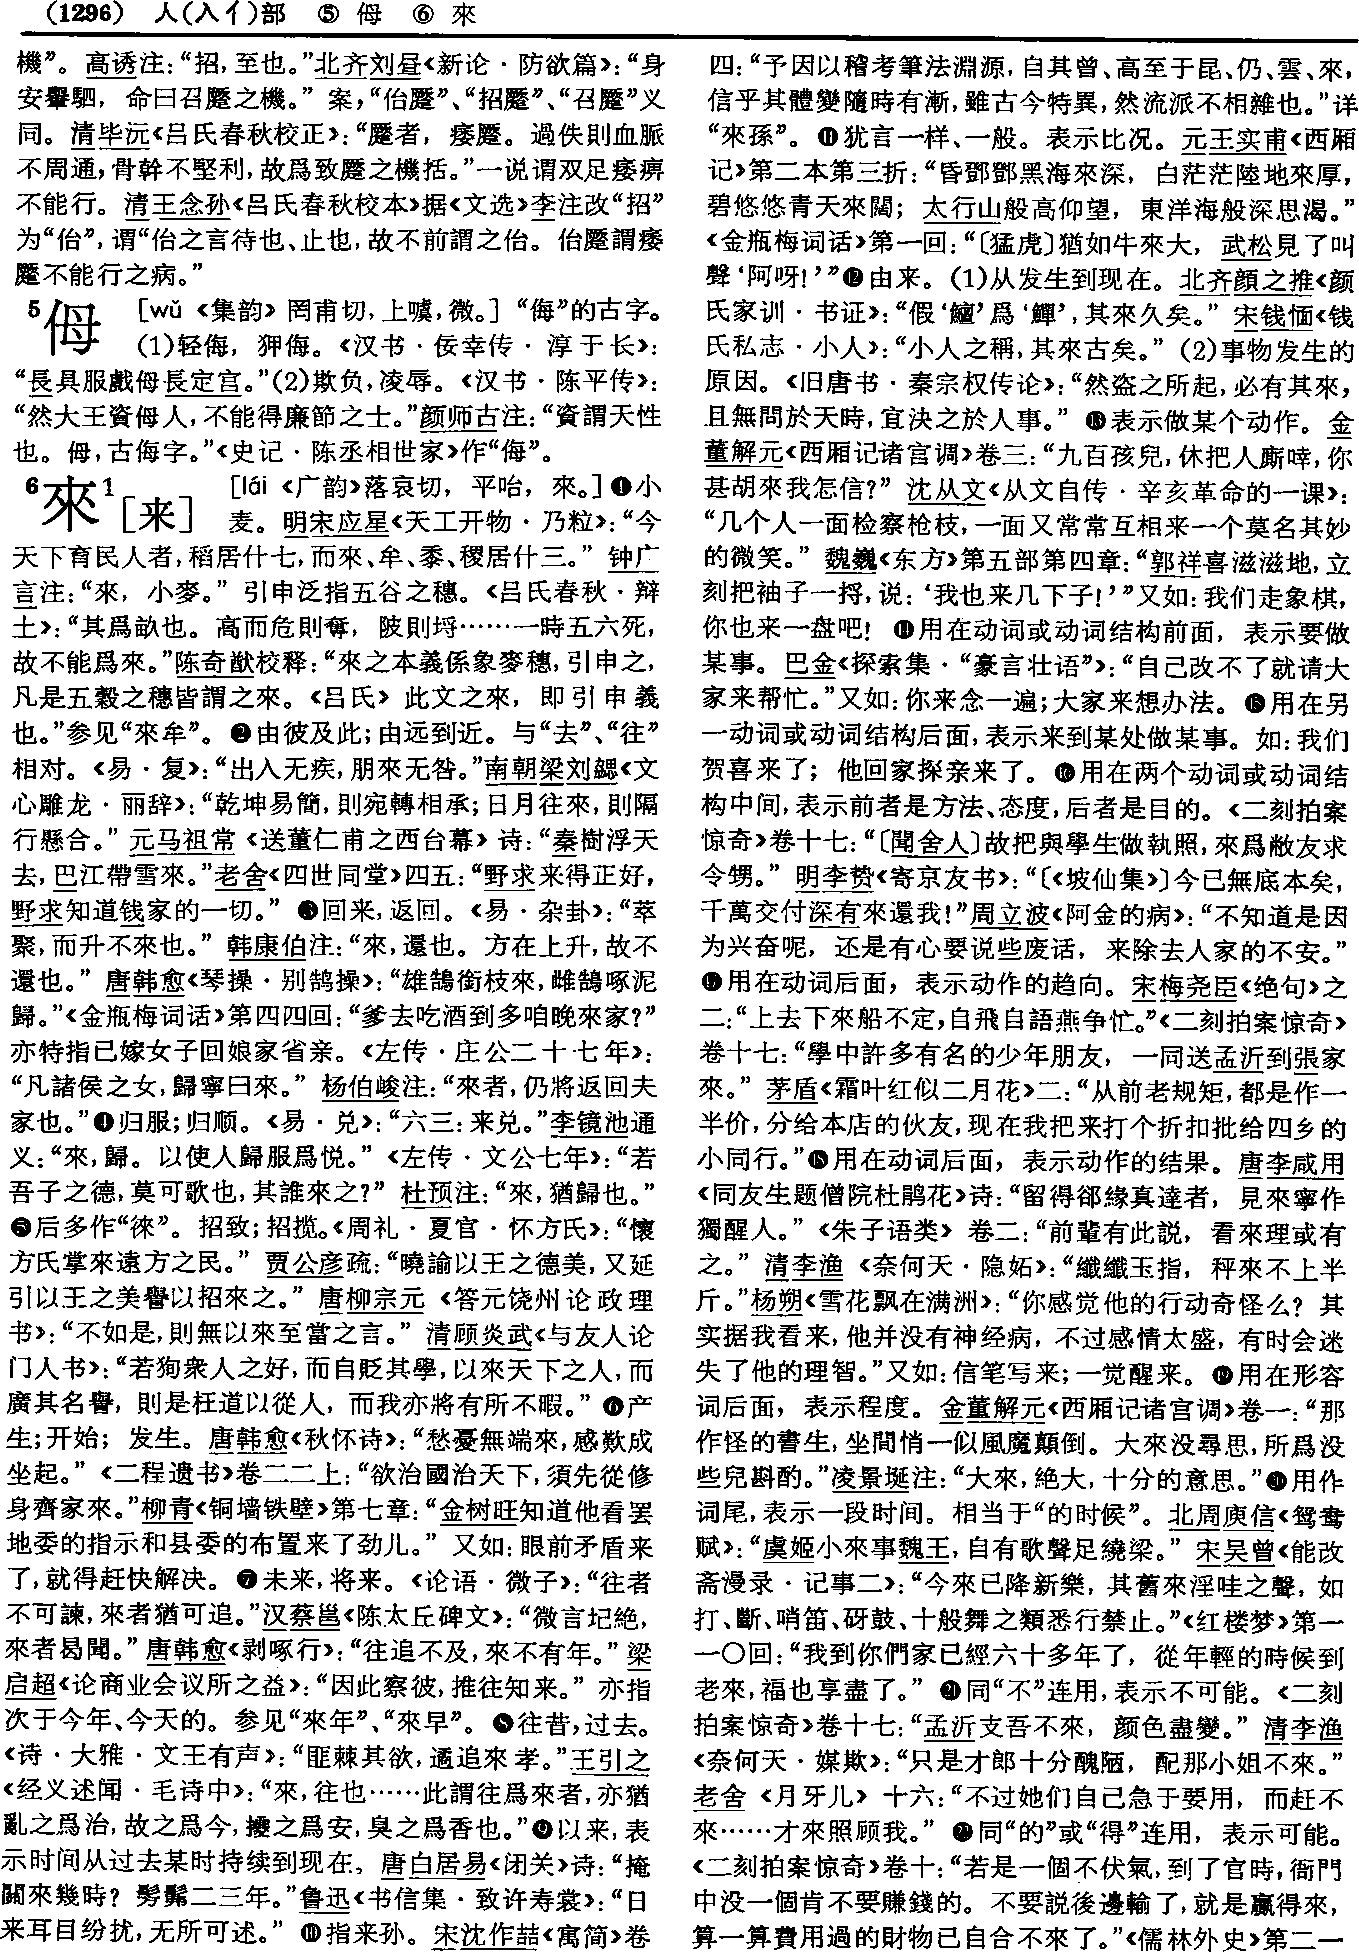 (1296) 人(入亻)部 ⑤ 㑄 ⑥ 來
機”。高诱注：“招，至也。”北齐刘昼《新论·防欲篇》：“身
安轝駟，命曰召蹷之機。”案，“佁蹷”、“招蹷”、“召蹷”义
同。清毕沅《吕氏春秋校正》：“蹷者，痿蹷。過佚則血脈
不周通，骨幹不堅利，故爲致蹷之機括。”一说谓双足痿痹
不能行。清王念孙《吕氏春秋校本》据《文选》李注改“招”
为“佁”，谓“佁之言待也、止也，故不前謂之佁。佁蹷謂痿
蹷不能行之病。”
5 㑄 [wǔ 《集韵》罔甫切，上噳，微。] “侮”的古字。
(1)轻侮，狎侮。《汉书·佞幸传·淳于长》：
“長具服戲㑄長定宫。”(2)欺负，凌辱。《汉书·陈平传》：
“然大王資㑄人，不能得廉節之士。”颜师古注：“資謂天性
也。㑄，古侮字。”《史记·陈丞相世家》作“侮”。
6 來1 [来] [lái 《广韵》落哀切，平咍，來。] ❶小
麦。明宋应星《天工开物·乃粒》：“今
天下育民人者，稻居什七，而來、牟、黍、稷居什三。”钟广
言注：“來，小麥。”引申泛指五谷之穗。《吕氏春秋·辩
土》：“其爲畝也。高而危則奪，陂則埒……一時五六死，
故不能爲來。”陈奇猷校释：“來之本義係象麥穗，引申之，
凡是五穀之穗皆謂之來。《吕氏》此文之來，即引申義
也。”参见“來牟”。❷由彼及此；由远到近。与“去”、“往”
相对。《易·复》：“出入无疾，朋來无咎。”南朝梁刘勰《文
心雕龙·丽辞》：“乾坤易簡，則宛轉相承；日月往來，則隔
行懸合。”元马祖常《送董仁甫之西台幕》诗：“秦樹浮天
去，巴江帶雪來。”老舍《四世同堂》四五：“野求来得正好，
野求知道钱家的一切。”❸回来，返回。《易·杂卦》：“萃
聚，而升不來也。”韩康伯注：“來，還也。方在上升，故不
還也。”唐韩愈《琴操·别鹄操》：“雄鵠銜枝來，雌鵠啄泥
歸。”《金瓶梅词话》第四四回：“爹去吃酒到多咱晚來家？”
亦特指已嫁女子回娘家省亲。《左传·庄公二十七年》：
“凡諸侯之女，歸寧曰來。”杨伯峻注：“來者，仍將返回夫
家也。”❹归服；归顺。《易·兑》：“六三：来兑。”李镜池通
义：“來，歸。以使人歸服爲悦。”《左传·文公七年》：“若
吾子之德，莫可歌也，其誰來之？”杜预注：“來，猶歸也。”
❺后多作“徠”。招致；招揽。《周礼·夏官·怀方氏》：“懷
方氏掌來遠方之民。”贾公彦疏：“曉諭以王之德美，又延
引以王之美譽以招來之。”唐柳宗元《答元饶州论政理
书》：“不如是，則無以來至當之言。”清顾炎武《与友人论
门人书》：“若狥衆人之好，而自貶其學，以來天下之人，而
廣其名譽，則是枉道以從人，而我亦將有所不暇。”❻产
生；开始；发生。唐韩愈《秋怀诗》：“愁憂無端來，感歎成
坐起。”《二程遗书》卷二二上：“欲治國治天下，須先從修
身齊家來。”柳青《铜墙铁壁》第七章：“金树旺知道他看罢
地委的指示和县委的布置来了劲儿。”又如：眼前矛盾来
了，就得赶快解决。❼未来，将来。《论语·微子》：“往者
不可諫，來者猶可追。”汉蔡邕《陈太丘碑文》：“微言圮絶，
來者曷聞。”唐韩愈《剥啄行》：“往追不及，來不有年。”梁
启超《论商业会议所之益》：“因此察彼，推往知来。”亦指
次于今年、今天的。参见“來年”、“來早”。❽往昔，过去。
《诗·大雅·文王有声》：“匪棘其欲，遹追來孝。”王引之
《经义述闻·毛诗中》：“來，往也……此謂往爲來者，亦猶
亂之爲治，故之爲今，擾之爲安，臭之爲香也。”❾以来，表
示时间从过去某时持续到现在。唐白居易《闭关》诗：“掩
關來幾時？髣髴二三年。”鲁迅《书信集·致许寿裳》：“日
来耳目纷扰，无所可述。”❿指来孙。宋沈作喆《寓简》卷
四：“予因以稽考筆法淵源，自其曾、高至于昆、仍、雲、來，
信乎其體變隨時有漸，雖古今特異，然流派不相雜也。”详
“來孫”。⓫犹言一样、一般。表示比况。元王实甫《西厢
记》第二本第三折：“昏鄧鄧黑海來深，白茫茫陸地來厚，
碧悠悠青天來闊；太行山般高仰望，東洋海般深思渴。”
《金瓶梅词话》第一回：“〔猛虎〕猶如牛來大，武松見了叫
聲‘阿呀！’”⓬由来。(1)从发生到现在。北齐颜之推《颜
氏家训·书证》：“假‘鱣’爲‘鱓’，其來久矣。”宋钱愐《钱
氏私志·小人》：“小人之稱，其來古矣。”(2)事物发生的
原因。《旧唐书·秦宗权传论》：“然盗之所起，必有其來，
且無問於天時，宜決之於人事。”⓭表示做某个动作。金
董解元《西厢记诸宫调》卷三：“九百孩兒，休把人厮㖸，你
甚胡來我怎信？”沈从文《从文自传·辛亥革命的一课》：
“几个人一面检察枪枝，一面又常常互相来一个莫名其妙
的微笑。”魏巍《东方》第五部第四章：“郭祥喜滋滋地，立
刻把袖子一捋，说：‘我也来几下子！’”又如：我们走象棋，
你也来一盘吧！⓮用在动词或动词结构前面，表示要做
某事。巴金《探索集·“豪言壮语”》：“自己改不了就请大
家来帮忙。”又如：你来念一遍；大家来想办法。⓯用在另
一动词或动词结构后面，表示来到某处做某事。如：我们
贺喜来了；他回家探亲来了。⓰用在两个动词或动词结
构中间，表示前者是方法、态度，后者是目的。《二刻拍案
惊奇》卷十七：“〔聞舍人〕故把與學生做執照，來爲敝友求
令甥。”明李贽《寄京友书》：“〔《坡仙集》〕今已無底本矣，
千萬交付深有來還我！”周立波《阿金的病》：“不知道是因
为兴奋呢，还是有心要说些废话，来除去人家的不安。”
⓱用在动词后面，表示动作的趋向。宋梅尧臣《绝句》之
二：“上去下來船不定，自飛自語燕争忙。”《二刻拍案惊奇》
卷十七：“學中許多有名的少年朋友，一同送孟沂到張家
來。”茅盾《霜叶红似二月花》二：“从前老规矩，都是作一
半价，分给本店的伙友，现在我把来打个折扣批给四乡的
小同行。”⓲用在动词后面，表示动作的结果。唐李咸用
《同友生题僧院杜鹃花》诗：“留得郤緣真達者，見來寧作
獨醒人。”《朱子语类》卷二：“前輩有此説，看來理或有
之。”清李渔《奈何天·隐妬》：“纖纖玉指，秤來不上半
斤。”杨朔《雪花飘在满洲》：“你感觉他的行动奇怪么？其
实据我看来，他并没有神经病，不过感情太盛，有时会迷
失了他的理智。”又如：信笔写来；一觉醒来。⓳用在形容
词后面，表示程度。金董解元《西厢记诸宫调》卷一：“那
作怪的書生，坐間悄一似風魔顛倒。大來没尋思，所爲没
些兒斟酌。”凌景埏注：“大來，絶大，十分的意思。”⓴用作
词尾，表示一段时间。相当于“的时候”。北周庾信《鸳鸯
赋》：“虞姬小來事魏王，自有歌聲足繞梁。”宋吴曾《能改
斋漫录·记事二》：“今來已降新樂，其舊來淫哇之聲，如
打、斷、哨笛、砑鼓、十般舞之類悉行禁止。”《红楼梦》第一
一〇回：“我到你們家已經六十多年了，從年輕的時候到
老來，福也享盡了。”㉑同“不”连用，表示不可能。《二刻
拍案惊奇》卷十七：“孟沂支吾不來，颜色盡變。”清李渔
《奈何天·媒欺》：“只是才郎十分醜陋，配那小姐不來。”
老舍《月牙儿》十六：“不过她们自己急于要用，而赶不
來……才來照顾我。”㉒同“的”或“得”连用，表示可能。
《二刻拍案惊奇》卷十：“若是一個不伏氣，到了官時，衙門
中没一個肯不要賺錢的。不要説後邊輸了，就是贏得來，
算一算費用過的財物已自合不來了。”《儒林外史》第二一